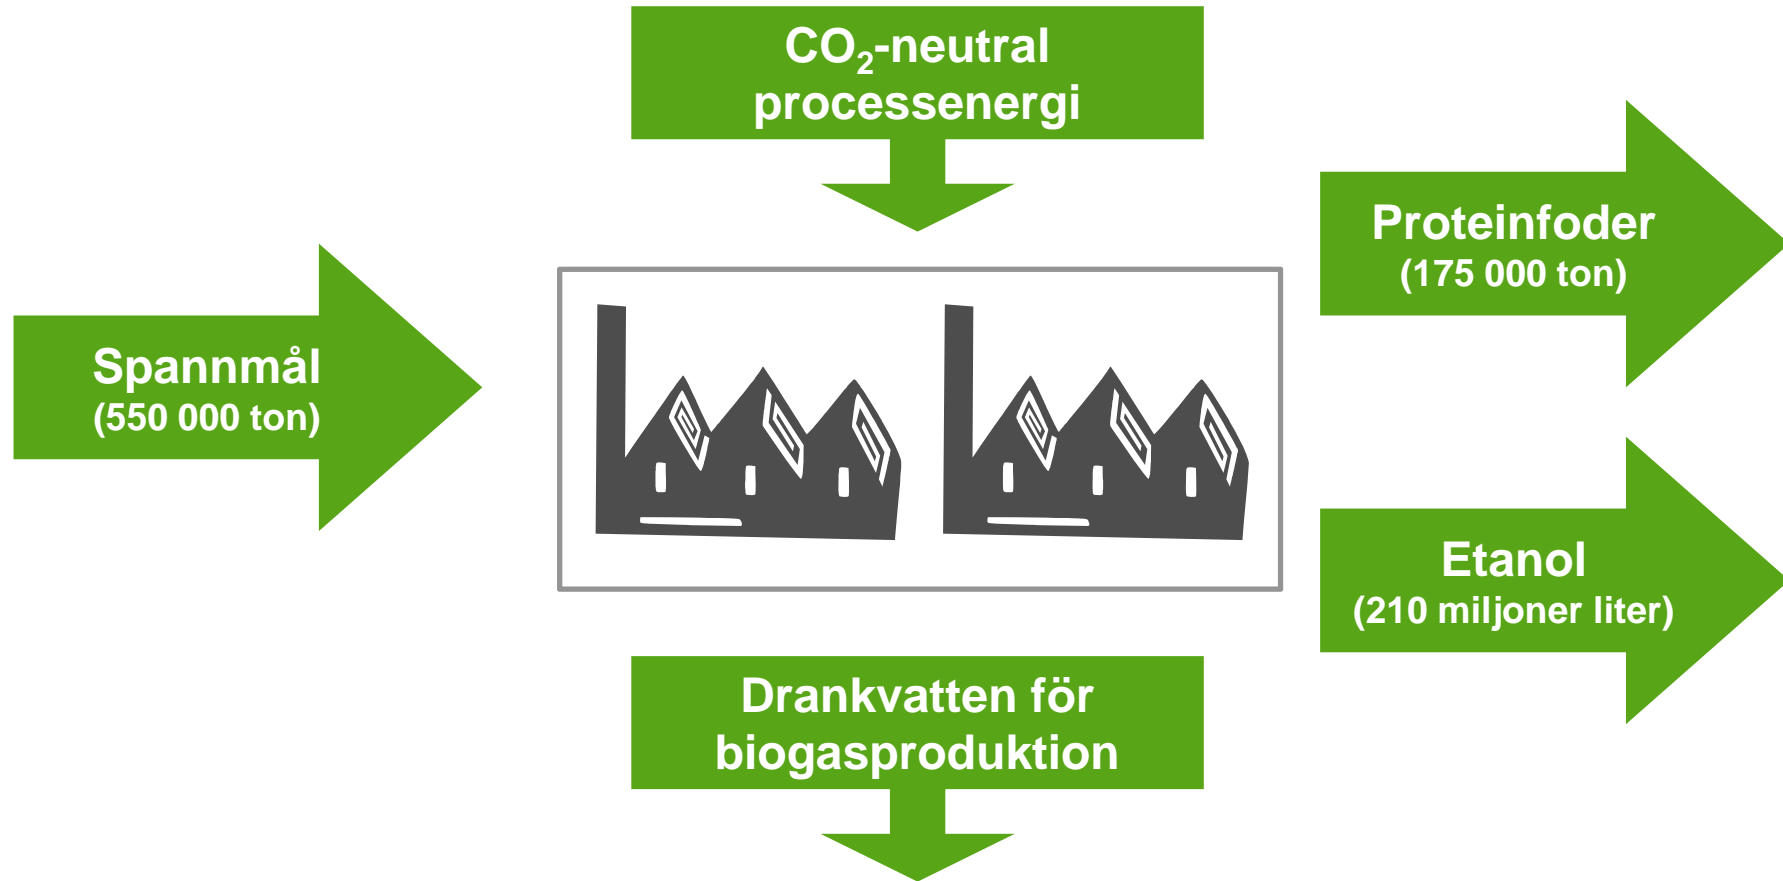 CO₂-neutral
processenergi
Proteinfoder
(175 000 ton)
Spannmål
(550 000 ton)
Etanol
(210 miljoner liter)
Drankvatten för
biogasproduktion